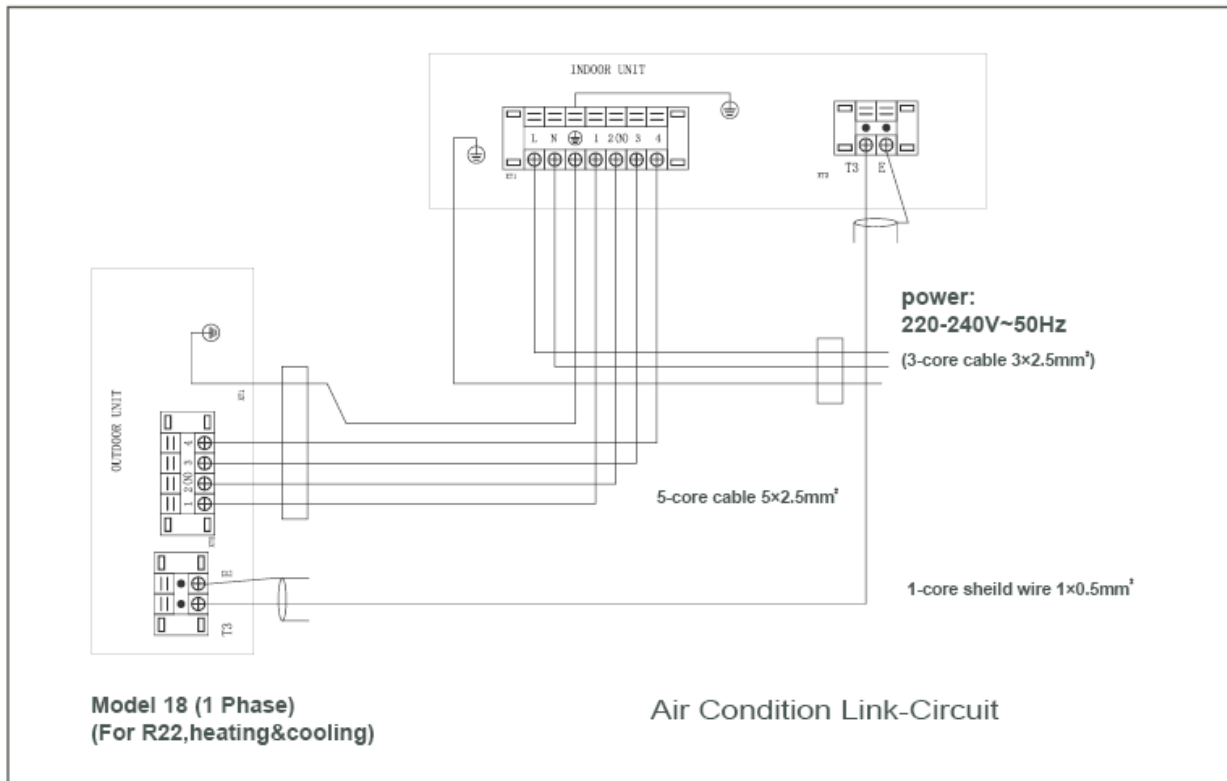 INDOOR UNIT
L N 1 2(N) 3 4
XT1
XT2 T3
power:
220-240V~50Hz
(3-core cable 3×2.5mm²)
OUTDOOR UNIT
4
3
2(N)
1
5-core cable 5×2.5mm²
1-core sheild wire 1×0.5mm²
T3
Model 18 (1 Phase)
(For R22,heating&cooling)
Air Condition Link-Circuit